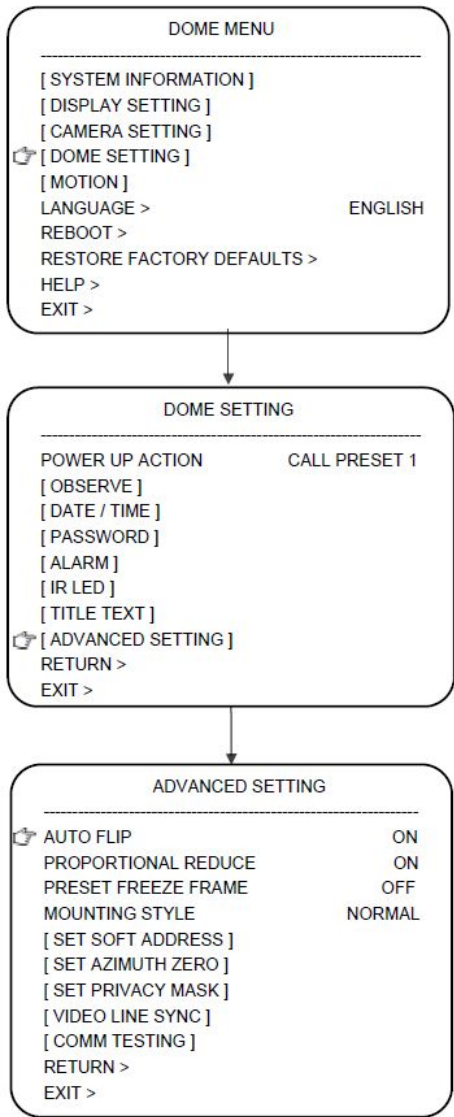 DOME MENU
[ SYSTEM INFORMATION ]
[ DISPLAY SETTING ]
[ CAMERA SETTING ]
[ DOME SETTING ]
[ MOTION ]
LANGUAGE > ENGLISH
REBOOT >
RESTORE FACTORY DEFAULTS >
HELP >
EXIT >
DOME SETTING
POWER UP ACTION CALL PRESET 1
[ OBSERVE ]
[ DATE / TIME ]
[ PASSWORD ]
[ ALARM ]
[ IR LED ]
[ TITLE TEXT ]
[ ADVANCED SETTING ]
RETURN >
EXIT >
ADVANCED SETTING
AUTO FLIP ON
PROPORTIONAL REDUCE ON
PRESET FREEZE FRAME OFF
MOUNTING STYLE NORMAL
[ SET SOFT ADDRESS ]
[ SET AZIMUTH ZERO ]
[ SET PRIVACY MASK ]
[ VIDEO LINE SYNC ]
[ COMM TESTING ]
RETURN >
EXIT >